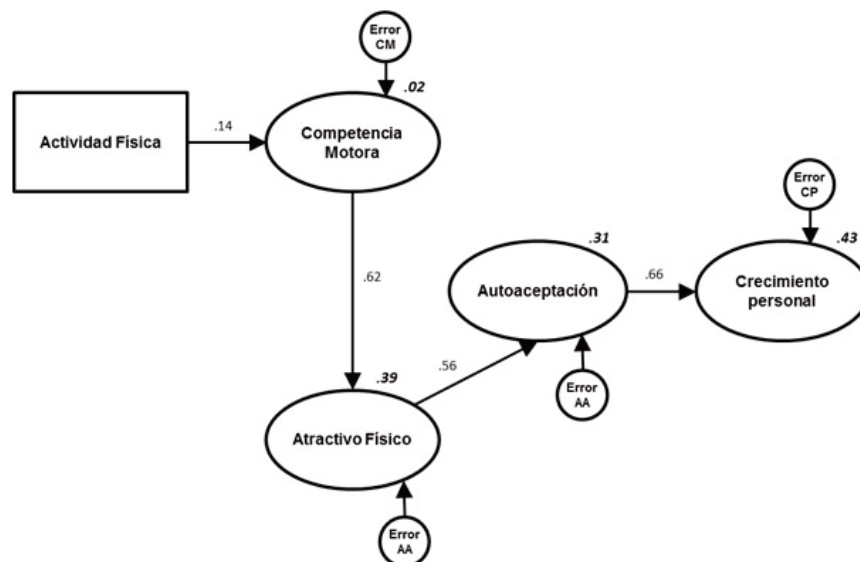 Error
CM
.02
Actividad Física
.14
Competencia
Motora
Error
CP
.43
.31
Autoaceptación
.66
Crecimiento
personal
.62
.56
Error
AA
.39
Atractivo Físico
Error
AA